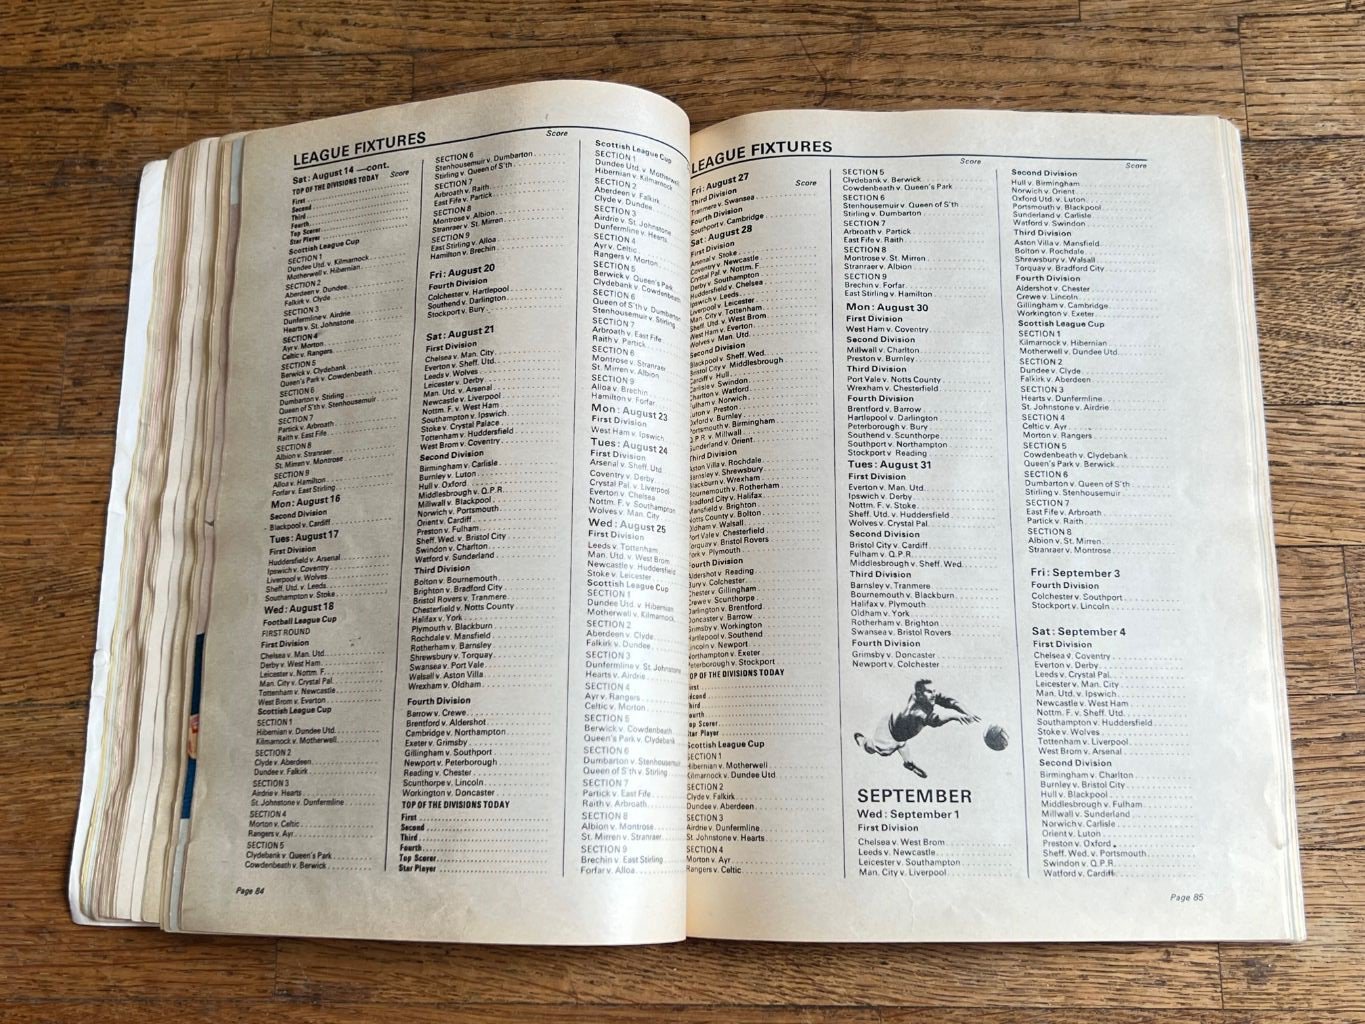 LEAGUE FIXTURES
Score
Sat: August 14 —cont.
Score
TOP OF THE DIVISIONS TODAY
First
Second
Third
Fourth
Top Scorer
Star Player
Scottish League Cup
SECTION 1
Dundee Utd. v. Kilmarnock
Motherwell v. Hibernian
SECTION 2
Aberdeen v. Dundee
Falkirk v. Clyde
SECTION 3
Dunfermline v. Airdrie
Hearts v. St. Johnstone
SECTION 4
Ayr v. Morton
Celtic v. Rangers
SECTION 5
Berwick v. Clydebank
Queen's Park v. Cowdenbeath
SECTION 6
Dumbarton v. Stirling
Queen of S'th v. Stenhousemuir
SECTION 7
Partick v. Arbroath
Raith v. East Fife
SECTION 8
Albion v. Stranraer
St. Mirren v. Montrose
SECTION 9
Alloa v. Hamilton
Forfar v. East Stirling
Mon: August 16
Second Division
Blackpool v. Cardiff
Tues: August 17
First Division
Huddersfield v. Arsenal
Ipswich v. Coventry
Liverpool v. Wolves
Sheff. Utd. v. Leeds
Southampton v. Stoke
Wed: August 18
Football League Cup
FIRST ROUND
First Division
Chelsea v. Man. Utd.
Derby v. West Ham
Leicester v. Nottm. F.
Man. City v. Crystal Pal.
Tottenham v. Newcastle
West Brom v. Everton
Scottish League Cup
SECTION 1
Hibernian v. Dundee Utd.
Kilmarnock v. Motherwell
SECTION 2
Clyde v. Aberdeen
Dundee v. Falkirk
SECTION 3
Airdrie v. Hearts
St. Johnstone v. Dunfermline
SECTION 4
Morton v. Celtic
Rangers v. Ayr
SECTION 5
Clydebank v. Queen's Park
Cowdenbeath v. Berwick
SECTION 6
Stenhousemuir v. Dumbarton
Stirling v. Queen of S'th
SECTION 7
Arbroath v. Raith
East Fife v. Partick
SECTION 8
Montrose v. Albion
Stranraer v. St. Mirren
SECTION 9
East Stirling v. Alloa
Hamilton v. Brechin
Fri: August 20
Fourth Division
Colchester v. Hartlepool
Southend v. Darlington
Stockport v. Bury
Sat: August 21
First Division
Chelsea v. Man. City
Everton v. Sheff. Utd.
Leeds v. Wolves
Leicester v. Derby
Man. Utd. v. Arsenal
Newcastle v. Liverpool
Nottm. F. v. West Ham
Southampton v. Ipswich
Stoke v. Crystal Palace
Tottenham v. Huddersfield
West Brom v. Coventry
Second Division
Birmingham v. Carlisle
Burnley v. Luton
Hull v. Oxford
Middlesbrough v. Q.P.R.
Millwall v. Blackpool
Norwich v. Portsmouth
Orient v. Cardiff
Preston v. Fulham
Sheff. Wed. v. Bristol City
Swindon v. Charlton
Watford v. Sunderland
Third Division
Bolton v. Bournemouth
Brighton v. Bradford City
Bristol Rovers v. Tranmere
Chesterfield v. Notts County
Halifax v. York
Plymouth v. Blackburn
Rochdale v. Mansfield
Rotherham v. Barnsley
Shrewsbury v. Torquay
Swansea v. Port Vale
Walsall v. Aston Villa
Wrexham v. Oldham
Fourth Division
Barrow v. Crewe
Brentford v. Aldershot
Cambridge v. Northampton
Exeter v. Grimsby
Gillingham v. Southport
Newport v. Peterborough
Reading v. Chester
Scunthorpe v. Lincoln
Workington v. Doncaster
TOP OF THE DIVISIONS TODAY
First
Second
Third
Fourth
Top Scorer
Star Player
Scottish League Cup
SECTION 1
Dundee Utd. v. Motherwell
Hibernian v. Kilmarnock
SECTION 2
Aberdeen v. Falkirk
Clyde v. Dundee
SECTION 3
Airdrie v. St. Johnstone
Dunfermline v. Hearts
SECTION 4
Ayr v. Celtic
Rangers v. Morton
SECTION 5
Berwick v. Queen's Park
Clydebank v. Cowdenbeath
SECTION 6
Queen of S'th v. Dumbarton
Stenhousemuir v. Stirling
SECTION 7
Arbroath v. East Fife
Raith v. Partick
SECTION 8
Montrose v. Stranraer
St. Mirren v. Albion
SECTION 9
Alloa v. Brechin
Hamilton v. Forfar
Mon: August 23
First Division
West Ham v. Ipswich
Tues: August 24
First Division
Arsenal v. Sheff. Utd.
Coventry v. Derby
Crystal Pal. v. Liverpool
Everton v. Chelsea
Nottm. F. v. Southampton
Wolves v. Man. City
Wed: August 25
First Division
Leeds v. Tottenham
Man. Utd. v. West Brom
Newcastle v. Huddersfield
Stoke v. Leicester
Scottish League Cup
SECTION 1
Dundee Utd. v. Hibernian
Motherwell v. Kilmarnock
SECTION 2
Aberdeen v. Clyde
Falkirk v. Dundee
SECTION 3
Dunfermline v. St. Johnstone
Hearts v. Airdrie
SECTION 4
Ayr v. Rangers
Celtic v. Morton
SECTION 5
Berwick v. Cowdenbeath
Queen's Park v. Clydebank
SECTION 6
Dumbarton v. Stenhousemuir
Queen of S'th v. Stirling
SECTION 7
Partick v. East Fife
Raith v. Arbroath
SECTION 8
Albion v. Montrose
St. Mirren v. Stranraer
SECTION 9
Brechin v. East Stirling
Forfar v. Alloa
Page 84
LEAGUE FIXTURES
Score
Fri: August 27
Score
Third Division
Tranmere v. Swansea
Fourth Division
Southport v. Cambridge
Sat: August 28
First Division
Arsenal v. Stoke
Coventry v. Newcastle
Crystal Pal. v. Nottm. F.
Derby v. Southampton
Huddersfield v. Chelsea
Ipswich v. Leeds
Liverpool v. Leicester
Man. City v. Tottenham
Sheff. Utd. v. West Brom
West Ham v. Everton
Wolves v. Man. Utd.
Second Division
Blackpool v. Sheff. Wed.
Bristol City v. Middlesbrough
Cardiff v. Hull
Carlisle v. Swindon
Charlton v. Watford
Fulham v. Norwich
Luton v. Preston
Oxford v. Burnley
Portsmouth v. Birmingham
Q.P.R. v. Millwall
Sunderland v. Orient
Third Division
Aston Villa v. Rochdale
Barnsley v. Shrewsbury
Blackburn v. Wrexham
Bournemouth v. Rotherham
Bradford City v. Halifax
Mansfield v. Brighton
Notts County v. Bolton
Oldham v. Walsall
Port Vale v. Chesterfield
Torquay v. Bristol Rovers
York v. Plymouth
Fourth Division
Aldershot v. Reading
Bury v. Colchester
Chester v. Gillingham
Crewe v. Scunthorpe
Darlington v. Brentford
Doncaster v. Barrow
Grimsby v. Workington
Hartlepool v. Southend
Lincoln v. Newport
Northampton v. Exeter
Peterborough v. Stockport
TOP OF THE DIVISIONS TODAY
First
Second
Third
Fourth
Top Scorer
Star Player
Scottish League Cup
SECTION 1
Hibernian v. Motherwell
Kilmarnock v. Dundee Utd
SECTION 2
Clyde v. Falkirk
Dundee v. Aberdeen
SECTION 3
Airdrie v. Dunfermline
St. Johnstone v. Hearts
SECTION 4
Morton v. Ayr
Rangers v. Celtic
SECTION 5
Clydebank v. Berwick
Cowdenbeath v. Queen's Park
SECTION 6
Stenhousemuir v. Queen of S'th
Stirling v. Dumbarton
SECTION 7
Arbroath v. Partick
East Fife v. Raith
SECTION 8
Montrose v. St. Mirren
Stranraer v. Albion
SECTION 9
Brechin v. Forfar
East Stirling v. Hamilton
Mon: August 30
First Division
West Ham v. Coventry
Second Division
Millwall v. Charlton
Preston v. Burnley
Third Division
Port Vale v. Notts County
Wrexham v. Chesterfield
Fourth Division
Brentford v. Barrow
Hartlepool v. Darlington
Peterborough v. Bury
Southend v. Scunthorpe
Southport v. Northampton
Stockport v. Reading
Tues: August 31
First Division
Everton v. Man. Utd.
Ipswich v. Derby
Nottm. F. v. Stoke
Sheff. Utd. v. Huddersfield
Wolves v. Crystal Pal.
Second Division
Bristol City v. Cardiff
Fulham v. Q.P.R.
Middlesbrough v. Sheff. Wed.
Third Division
Barnsley v. Tranmere
Bournemouth v. Blackburn
Halifax v. Plymouth
Oldham v. York
Rotherham v. Brighton
Swansea v. Bristol Rovers
Fourth Division
Grimsby v. Doncaster
Newport v. Colchester
SEPTEMBER
Wed: September 1
First Division
Chelsea v. West Brom
Leeds v. Newcastle
Leicester v. Southampton
Man. City v. Liverpool
Second Division
Hull v. Birmingham
Norwich v. Orient
Oxford Utd. v. Luton
Portsmouth v. Blackpool
Sunderland v. Carlisle
Watford v. Swindon
Third Division
Aston Villa v. Mansfield
Bolton v. Rochdale
Shrewsbury v. Walsall
Torquay v. Bradford City
Fourth Division
Aldershot v. Chester
Crewe v. Lincoln
Gillingham v. Cambridge
Workington v. Exeter
Scottish League Cup
SECTION 1
Kilmarnock v. Hibernian
Motherwell v. Dundee Utd
SECTION 2
Dundee v. Clyde
Falkirk v. Aberdeen
SECTION 3
Hearts v. Dunfermline
St. Johnstone v. Airdrie
SECTION 4
Celtic v. Ayr
Morton v. Rangers
SECTION 5
Cowdenbeath v. Clydebank
Queen's Park v. Berwick
SECTION 6
Dumbarton v. Queen of S'th
Stirling v. Stenhousemuir
SECTION 7
East Fife v. Arbroath
Partick v. Raith
SECTION 8
Albion v. St. Mirren
Stranraer v. Montrose
Fri: September 3
Fourth Division
Colchester v. Southport
Stockport v. Lincoln
Sat: September 4
First Division
Chelsea v. Coventry
Everton v. Derby
Leeds v. Crystal Pal.
Leicester v. Man. City
Man. Utd. v. Ipswich
Newcastle v. West Ham
Nottm. F. v. Sheff. Utd.
Southampton v. Huddersfield
Stoke v. Wolves
Tottenham v. Liverpool
West Brom v. Arsenal
Second Division
Birmingham v. Charlton
Burnley v. Bristol City
Hull v. Blackpool
Middlesbrough v. Fulham
Millwall v. Sunderland
Norwich v. Carlisle
Orient v. Luton
Preston v. Oxford
Sheff. Wed. v. Portsmouth
Swindon v. Q.P.R.
Watford v. Cardiff
Page 85